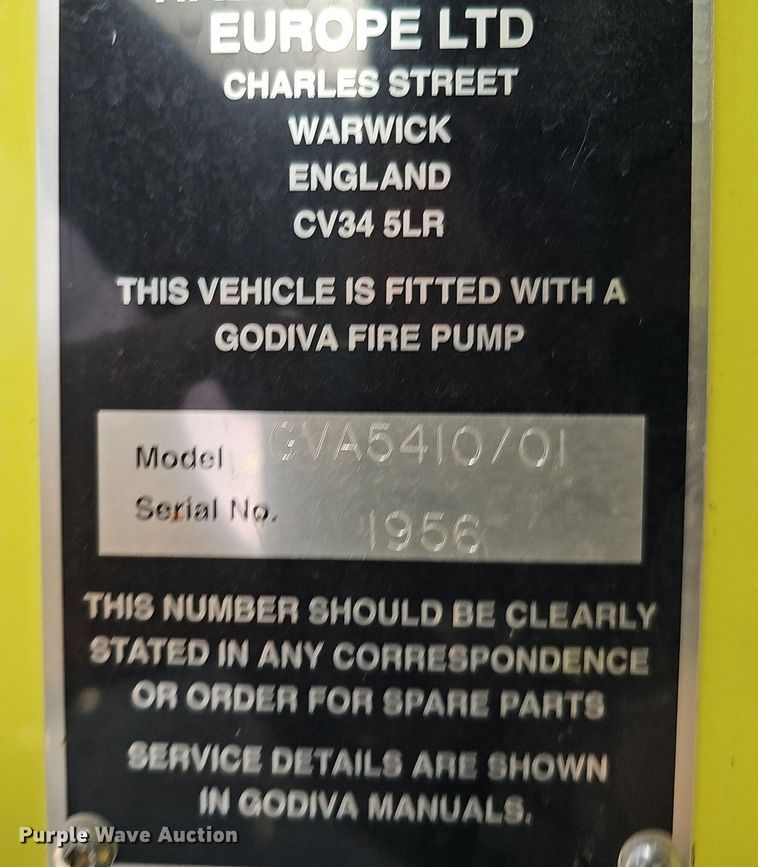 EUROPE LTD
CHARLES STREET
WARWICK
ENGLAND
CV34 5LR
THIS VEHICLE IS FITTED WITH A
GODIVA FIRE PUMP
Model GVA5410/01
Serial No. 1956
THIS NUMBER SHOULD BE CLEARLY
STATED IN ANY CORRESPONDENCE
OR ORDER FOR SPARE PARTS
SERVICE DETAILS ARE SHOWN
IN GODIVA MANUALS.
Purple Wave Auction